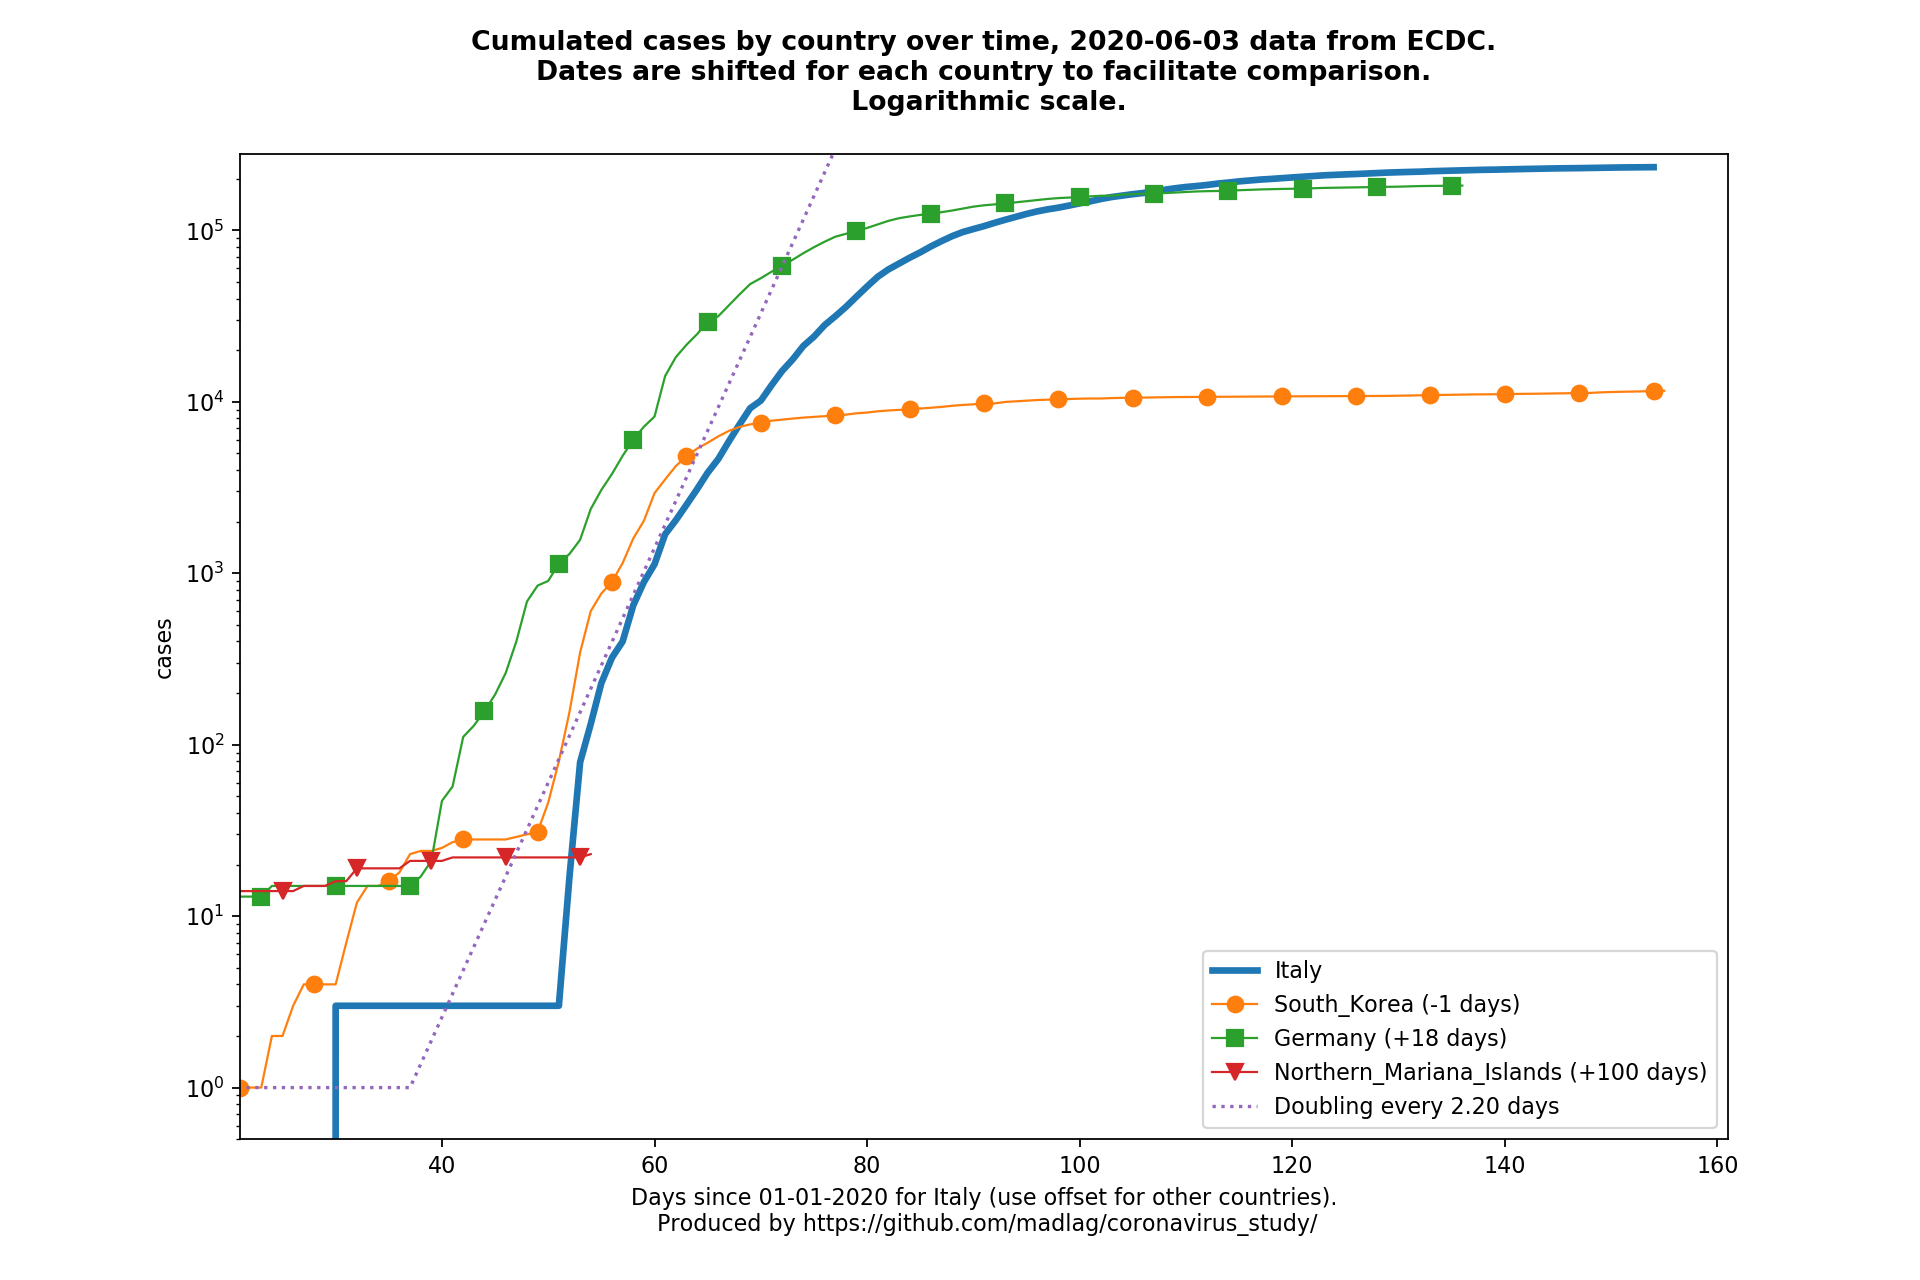 Cumulated cases by country over time, 2020-06-03 data from ECDC.
Dates are shifted for each country to facilitate comparison.
Logarithmic scale.
10^5
10^4
10^3
10^2
10^1
10^0
cases
Italy
South_Korea (-1 days)
Germany (+18 days)
Northern_Mariana_Islands (+100 days)
Doubling every 2.20 days
40 60 80 100 120 140 160
Days since 01-01-2020 for Italy (use offset for other countries).
Produced by https://github.com/madlag/coronavirus_study/